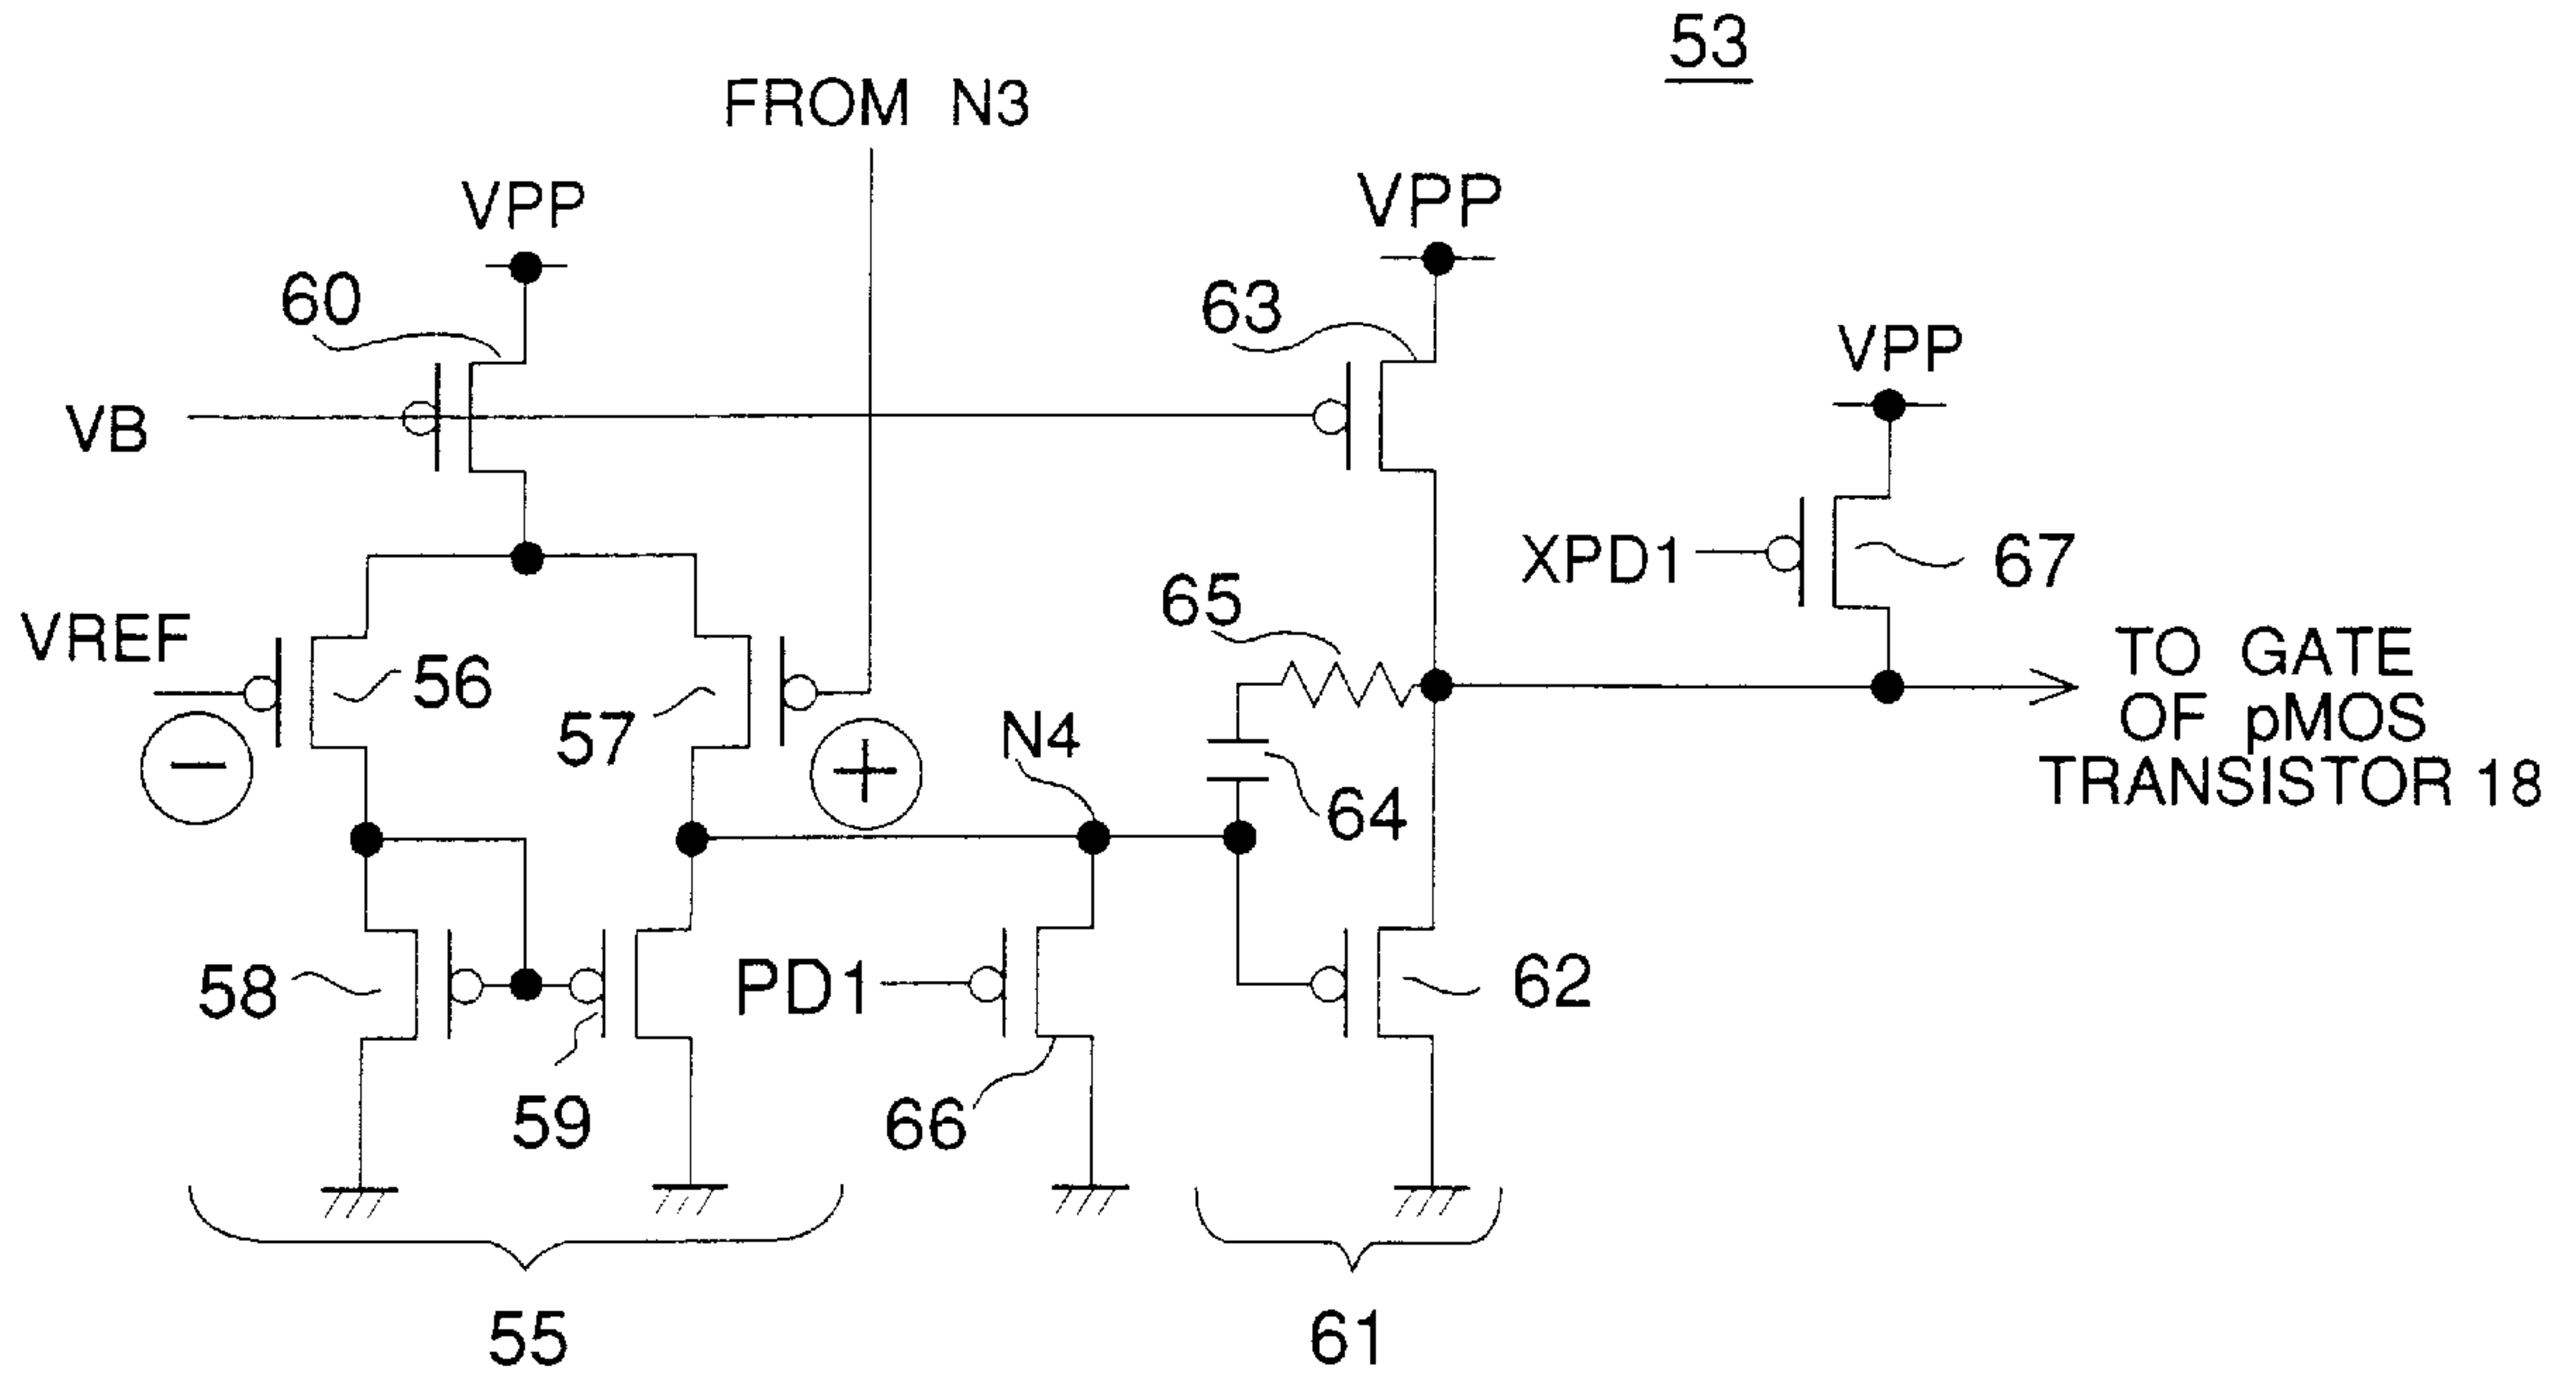 53
FROM N3
VPP
VPP
60
63
VPP
VB
XPD1
67
65
VREF
56
57
N4
64
TO GATE
OF pMOS
TRANSISTOR 18
58
PD1
62
59
66
55
61